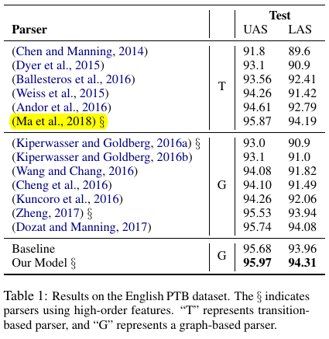 Test
Parser UAS LAS
(Chen and Manning, 2014) 91.8 89.6
(Dyer et al., 2015) 93.1 90.9
(Ballesteros et al., 2016) 93.56 92.41
(Weiss et al., 2015) T 94.26 91.42
(Andor et al., 2016) 94.61 92.79
(Ma et al., 2018) § 95.87 94.19
(Kiperwasser and Goldberg, 2016a) § 93.0 90.9
(Kiperwasser and Goldberg, 2016b) 93.1 91.0
(Wang and Chang, 2016) 94.08 91.82
(Cheng et al., 2016) G 94.10 91.49
(Kuncoro et al., 2016) 94.26 92.06
(Zheng, 2017) § 95.53 93.94
(Dozat and Manning, 2017) 95.74 94.08
Baseline G 95.68 93.96
Our Model § 95.97 94.31
Table 1: Results on the English PTB dataset. The § indicates
parsers using high-order features. “T” represents transition-
based parser, and “G” represents a graph-based parser.